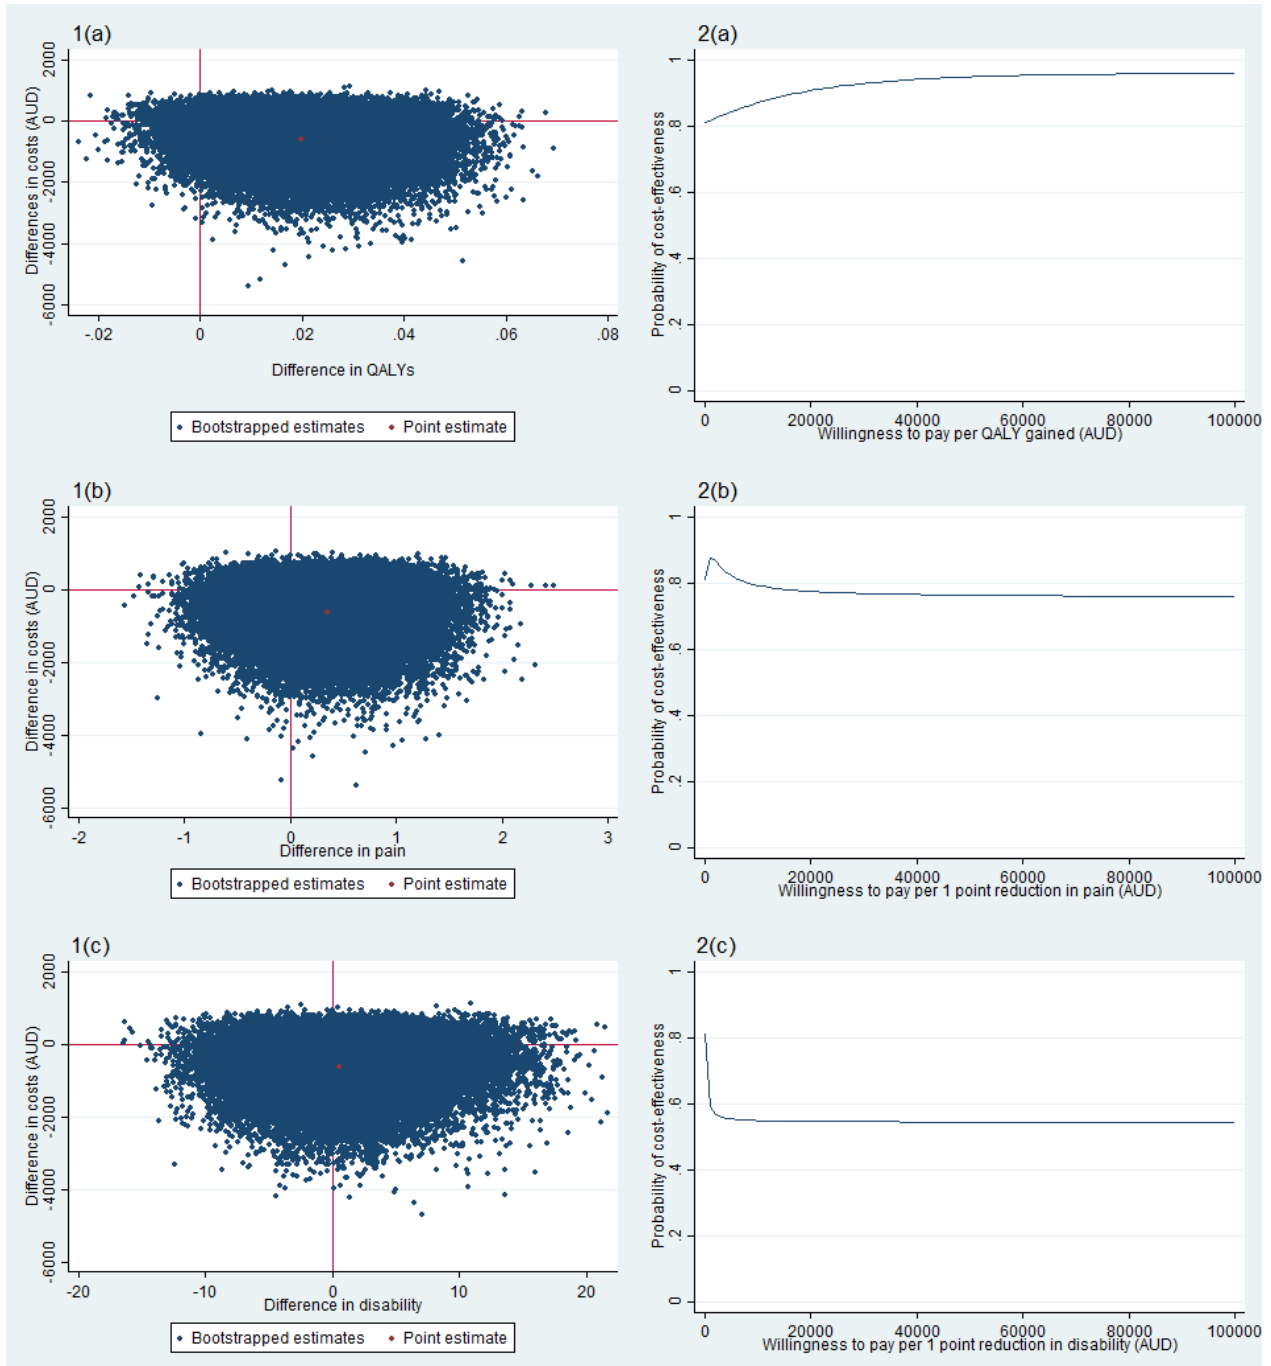 1(a)
2000
0
-2000
-4000
-6000
Differences in costs (AUD)
-.02
0
.02
.04
.06
.08
Difference in QALYs
Bootstrapped estimates
Point estimate
2(a)
1
.8
.6
.4
.2
0
Probability of cost-effectiveness
0
20000
40000
60000
80000
100000
Willingness to pay per QALY gained (AUD)
1(b)
2000
0
-2000
-4000
-6000
Difference in costs (AUD)
-2
-1
0
1
2
3
Difference in pain
Bootstrapped estimates
Point estimate
2(b)
1
.8
.6
.4
.2
0
Probability of cost-effectiveness
0
20000
40000
60000
80000
100000
Willingness to pay per 1 point reduction in pain (AUD)
1(c)
2000
0
-2000
-4000
-6000
Difference in costs (AUD)
-20
-10
0
10
20
Difference in disability
Bootstrapped estimates
Point estimate
2(c)
1
.8
.6
.4
.2
0
Probability of cost-effectiveness
0
20000
40000
60000
80000
100000
Willingness to pay per 1 point reduction in disability (AUD)